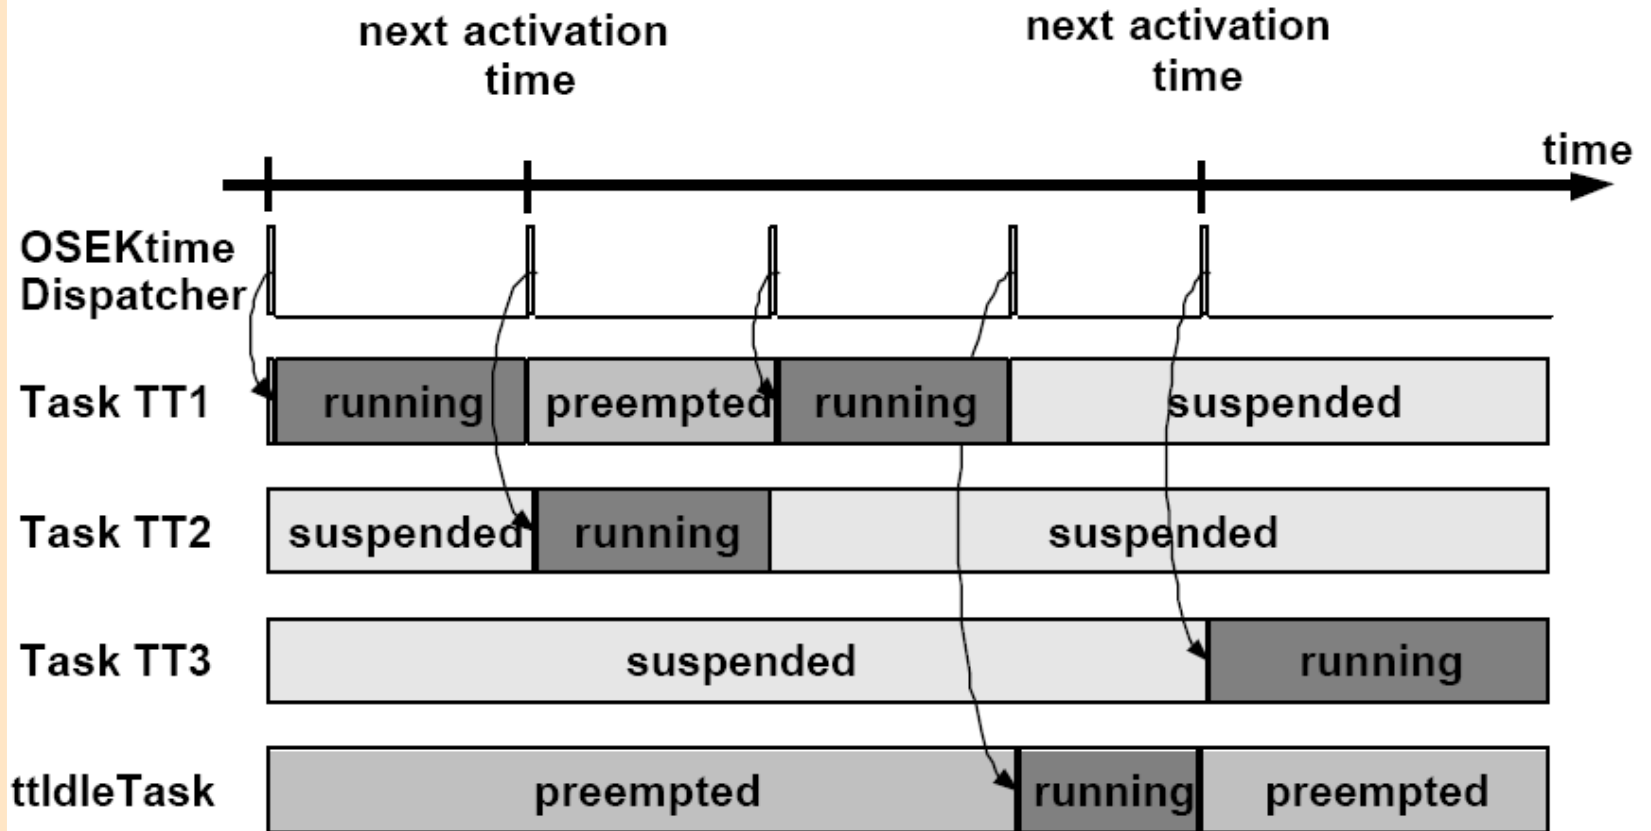 next activation
time
next activation
time
time
OSEKtime
Dispatcher
Task TT1
running
preempted
running
suspended
Task TT2
suspended
running
suspended
Task TT3
suspended
running
ttIdleTask
preempted
running
preempted